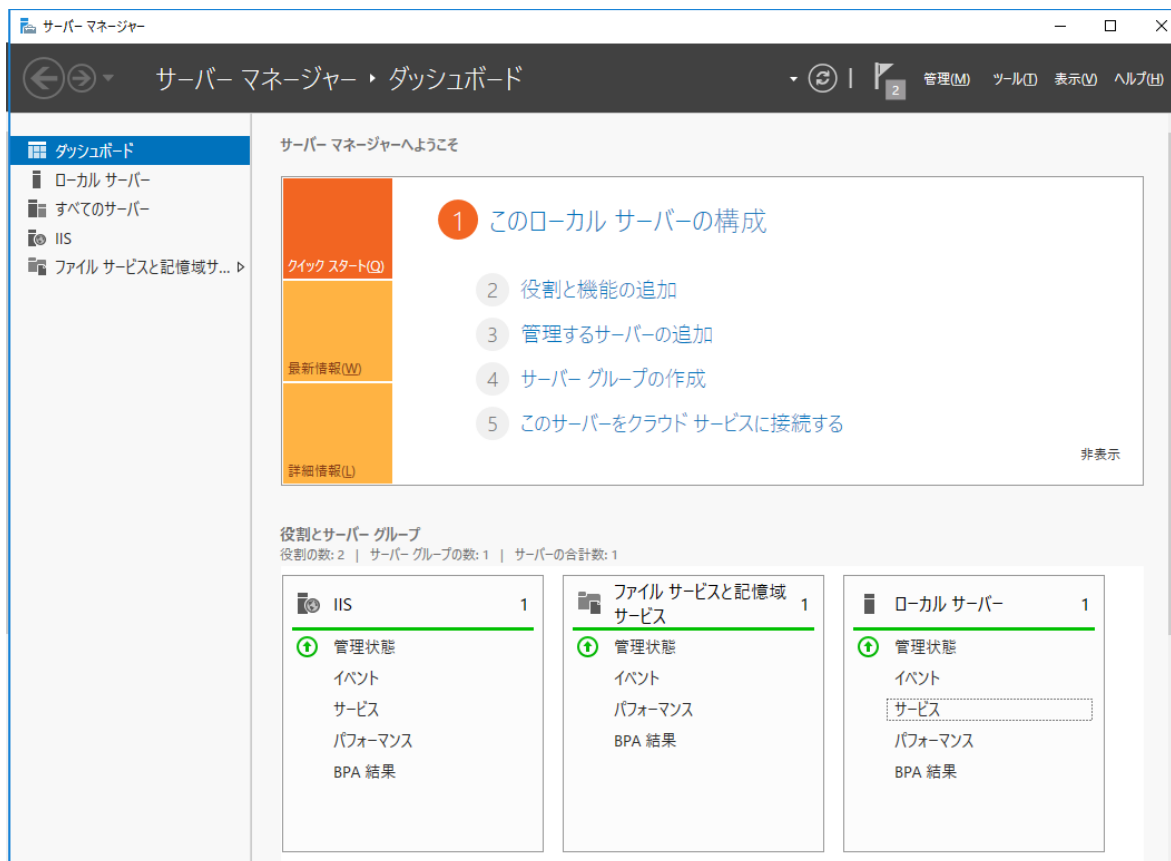 サーバー マネージャー
サーバー マネージャー ・ ダッシュボード
2
管理(M) ツール(T) 表示(V) ヘルプ(H)
ダッシュボード
ローカル サーバー
すべてのサーバー
IIS
ファイル サービスと記憶域サ...
サーバー マネージャーへようこそ
クイック スタート(Q)
最新情報(W)
詳細情報(L)
1 このローカル サーバーの構成
2 役割と機能の追加
3 管理するサーバーの追加
4 サーバー グループの作成
5 このサーバーをクラウド サービスに接続する
非表示
役割とサーバー グループ
役割の数: 2 | サーバー グループの数: 1 | サーバーの合計数: 1
IIS 1
管理状態
イベント
サービス
パフォーマンス
BPA 結果
ファイル サービスと記憶域
サービス 1
管理状態
イベント
パフォーマンス
BPA 結果
ローカル サーバー 1
管理状態
イベント
サービス
パフォーマンス
BPA 結果